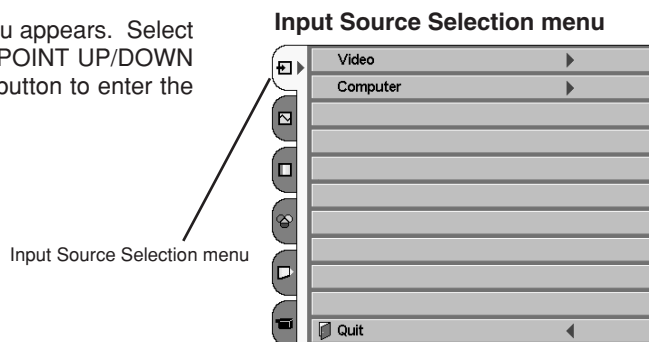 u appears. Select
POINT UP/DOWN
button to enter the
Input Source Selection menu
Video
Computer
Quit
Input Source Selection menu